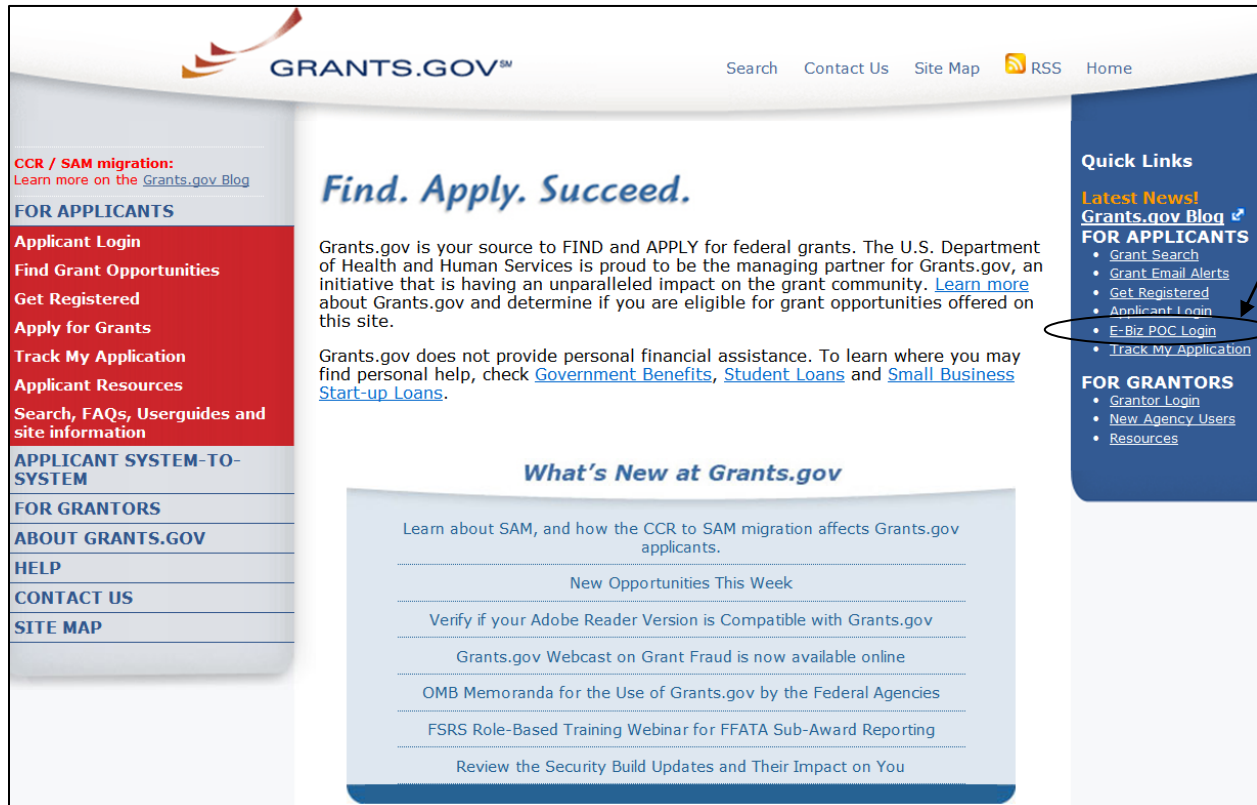 GRANTS.GOV℠
Search Contact Us Site Map RSS Home
CCR / SAM migration:
Learn more on the Grants.gov Blog
FOR APPLICANTS
Applicant Login
Find Grant Opportunities
Get Registered
Apply for Grants
Track My Application
Applicant Resources
Search, FAQs, Userguides and
site information
APPLICANT SYSTEM-TO-
SYSTEM
FOR GRANTORS
ABOUT GRANTS.GOV
HELP
CONTACT US
SITE MAP
Find. Apply. Succeed.
Grants.gov is your source to FIND and APPLY for federal grants. The U.S. Department
of Health and Human Services is proud to be the managing partner for Grants.gov, an
initiative that is having an unparalleled impact on the grant community. Learn more
about Grants.gov and determine if you are eligible for grant opportunities offered on
this site.
Grants.gov does not provide personal financial assistance. To learn where you may
find personal help, check Government Benefits, Student Loans and Small Business
Start-up Loans.
What's New at Grants.gov
Learn about SAM, and how the CCR to SAM migration affects Grants.gov
applicants.
New Opportunities This Week
Verify if your Adobe Reader Version is Compatible with Grants.gov
Grants.gov Webcast on Grant Fraud is now available online
OMB Memoranda for the Use of Grants.gov by the Federal Agencies
FSRS Role-Based Training Webinar for FFATA Sub-Award Reporting
Review the Security Build Updates and Their Impact on You
Quick Links
Latest News!
Grants.gov Blog
FOR APPLICANTS
• Grant Search
• Grant Email Alerts
• Get Registered
• Applicant Login
• E-Biz POC Login
• Track My Application
FOR GRANTORS
• Grantor Login
• New Agency Users
• Resources